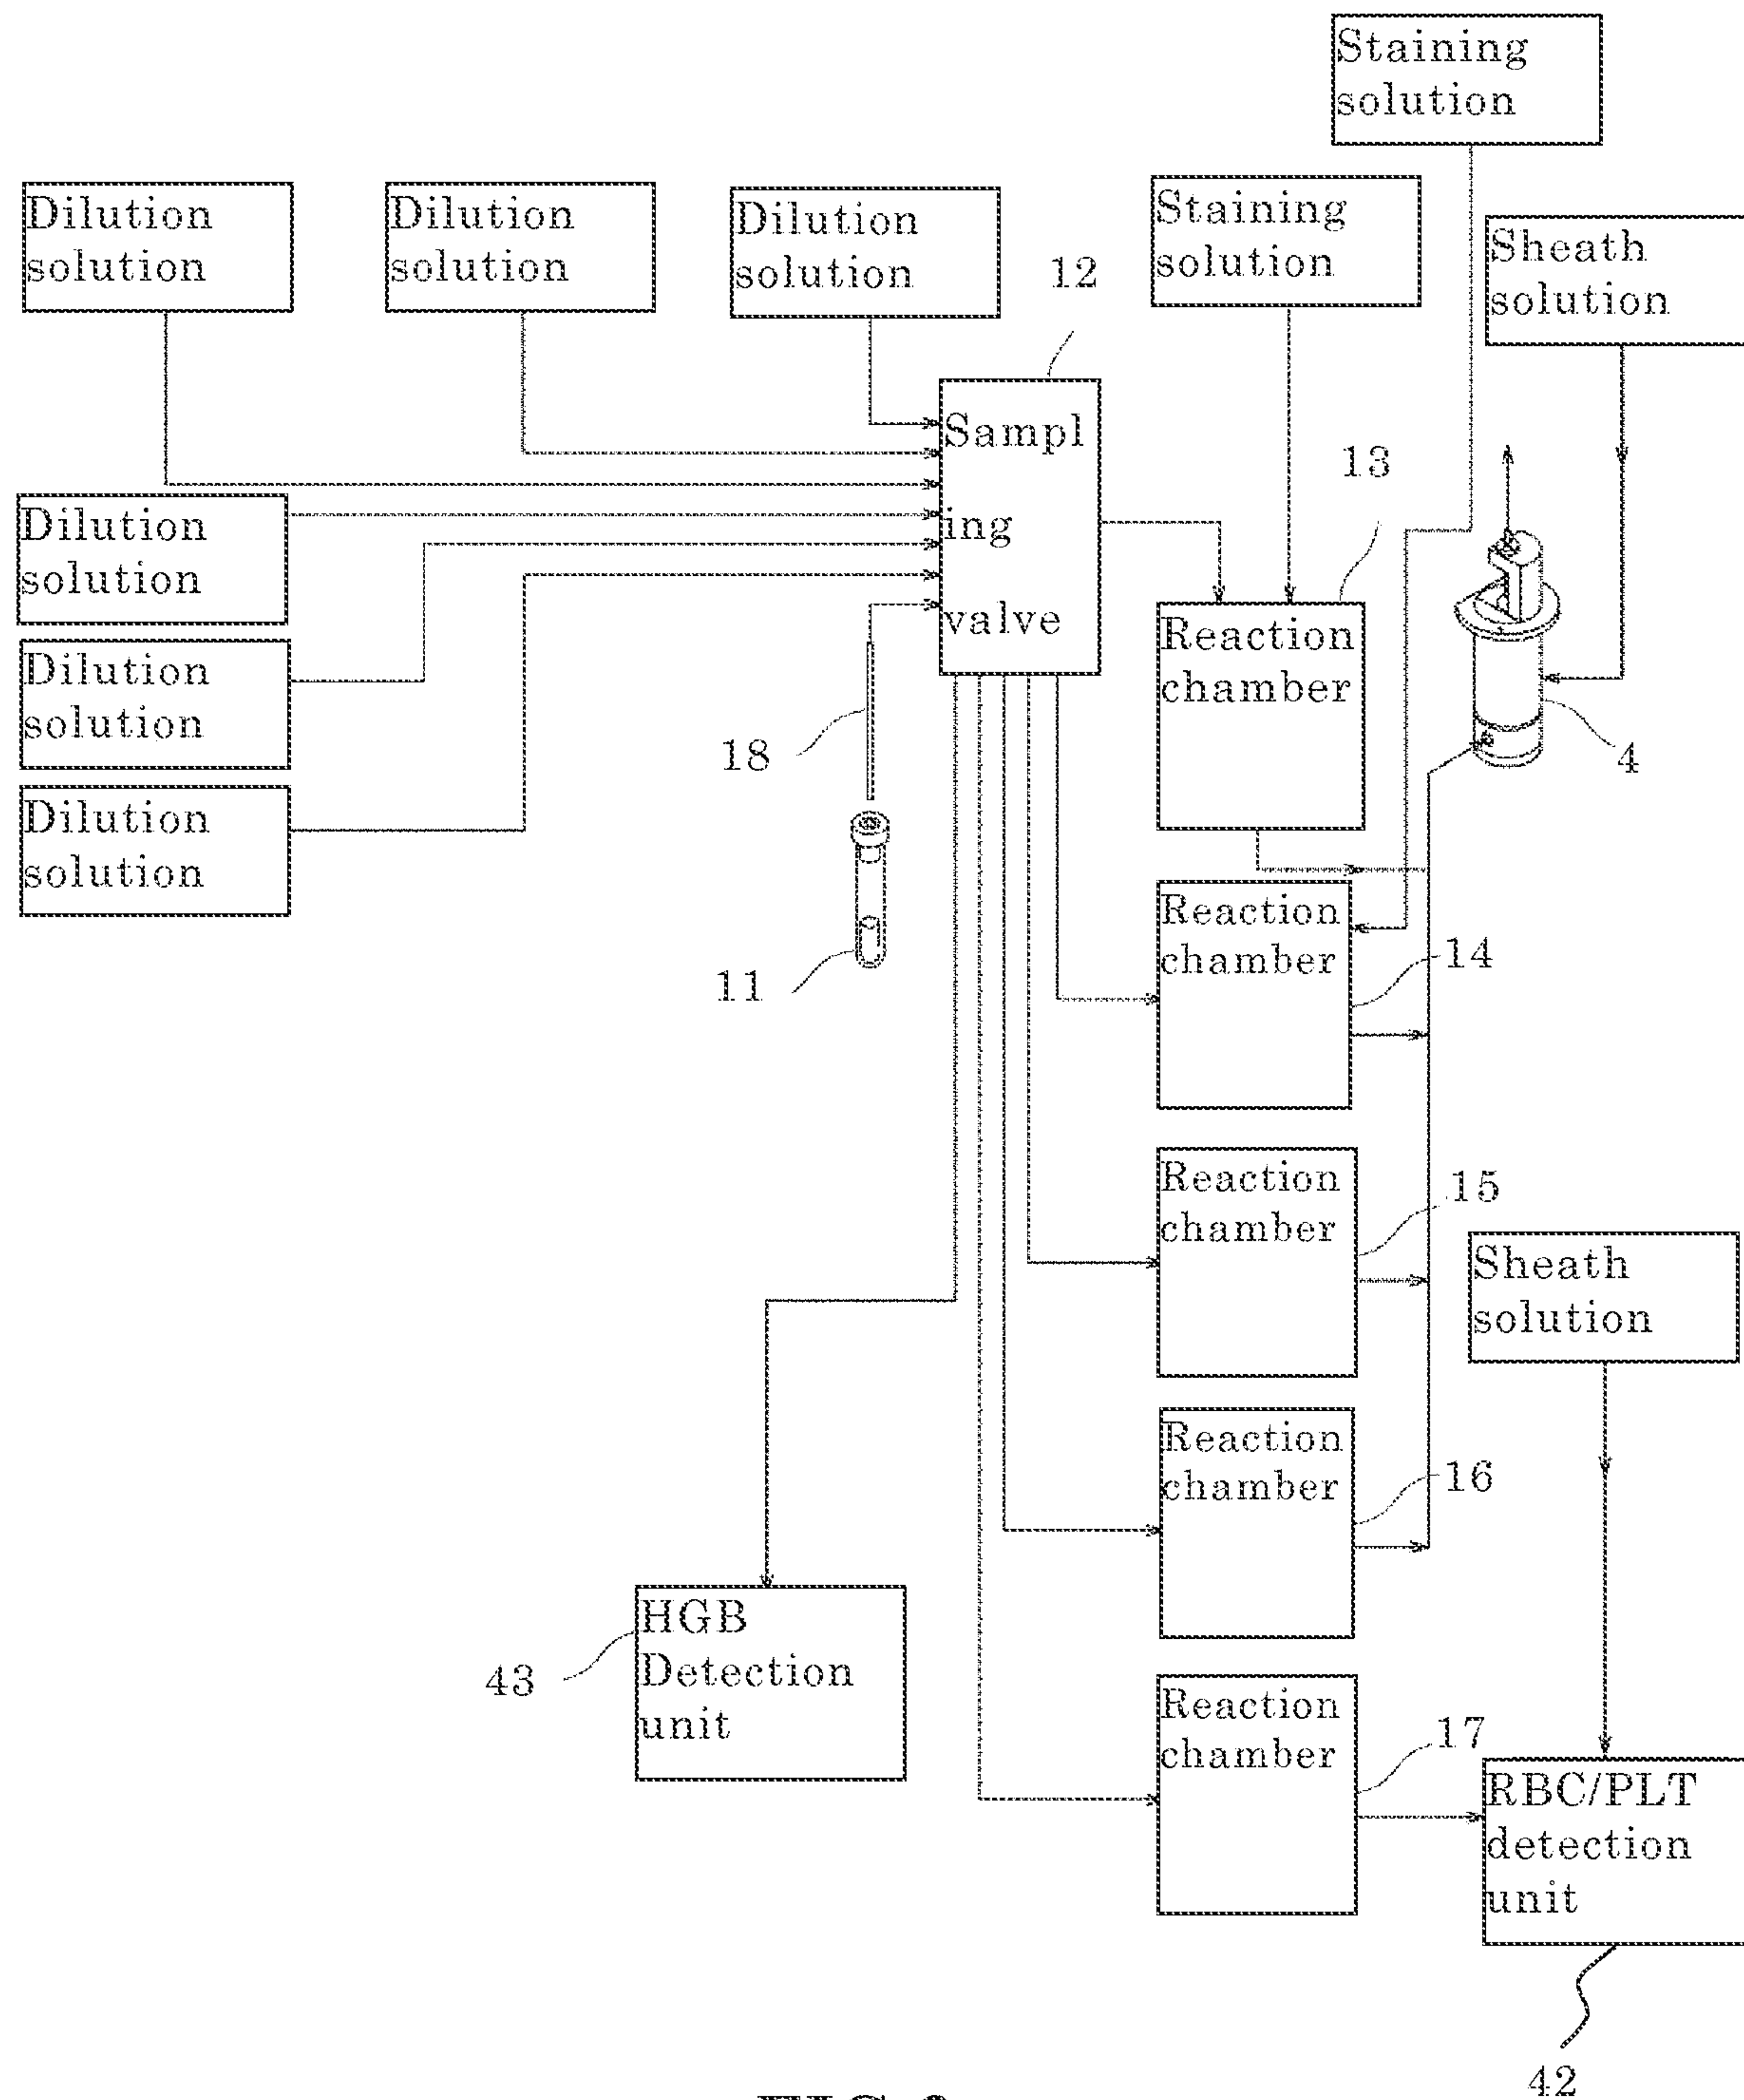 Staining
solution
Dilution
solution
Dilution
solution
Dilution
solution
Staining
solution
Sheath
solution
12
Sampl
ing
valve
13
Dilution
solution
Dilution
solution
Dilution
solution
Reaction
chamber
18
4
11
Reaction
chamber
14
Reaction
chamber
15
Sheath
solution
Reaction
chamber
16
HGB
Detection
unit
43
Reaction
chamber
17
RBC/PLT
detection
unit
42